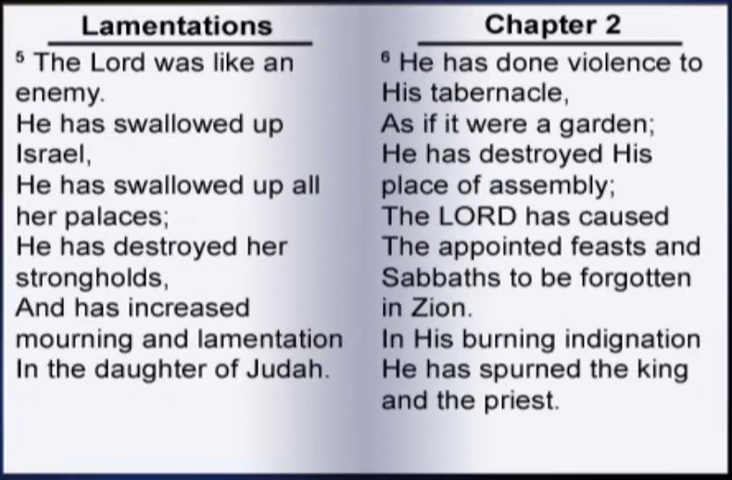 Lamentations
⁵ The Lord was like an
enemy.
He has swallowed up
Israel,
He has swallowed up all
her palaces;
He has destroyed her
strongholds,
And has increased
mourning and lamentation
In the daughter of Judah.
Chapter 2
⁶ He has done violence to
His tabernacle,
As if it were a garden;
He has destroyed His
place of assembly;
The LORD has caused
The appointed feasts and
Sabbaths to be forgotten
in Zion.
In His burning indignation
He has spurned the king
and the priest.